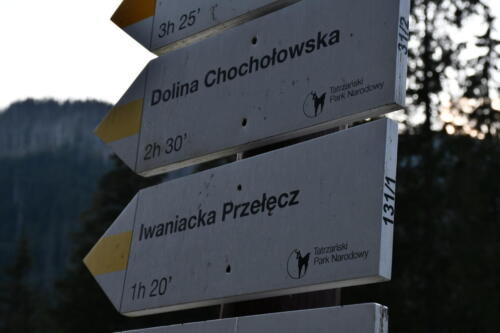 3h 25'
Dolina Chochołowska
31/2
2h 30'
Tatrzański
Park Narodowy
Iwaniacka Przełęcz
131/1
1h 20'
Tatrzański
Park Narodowy